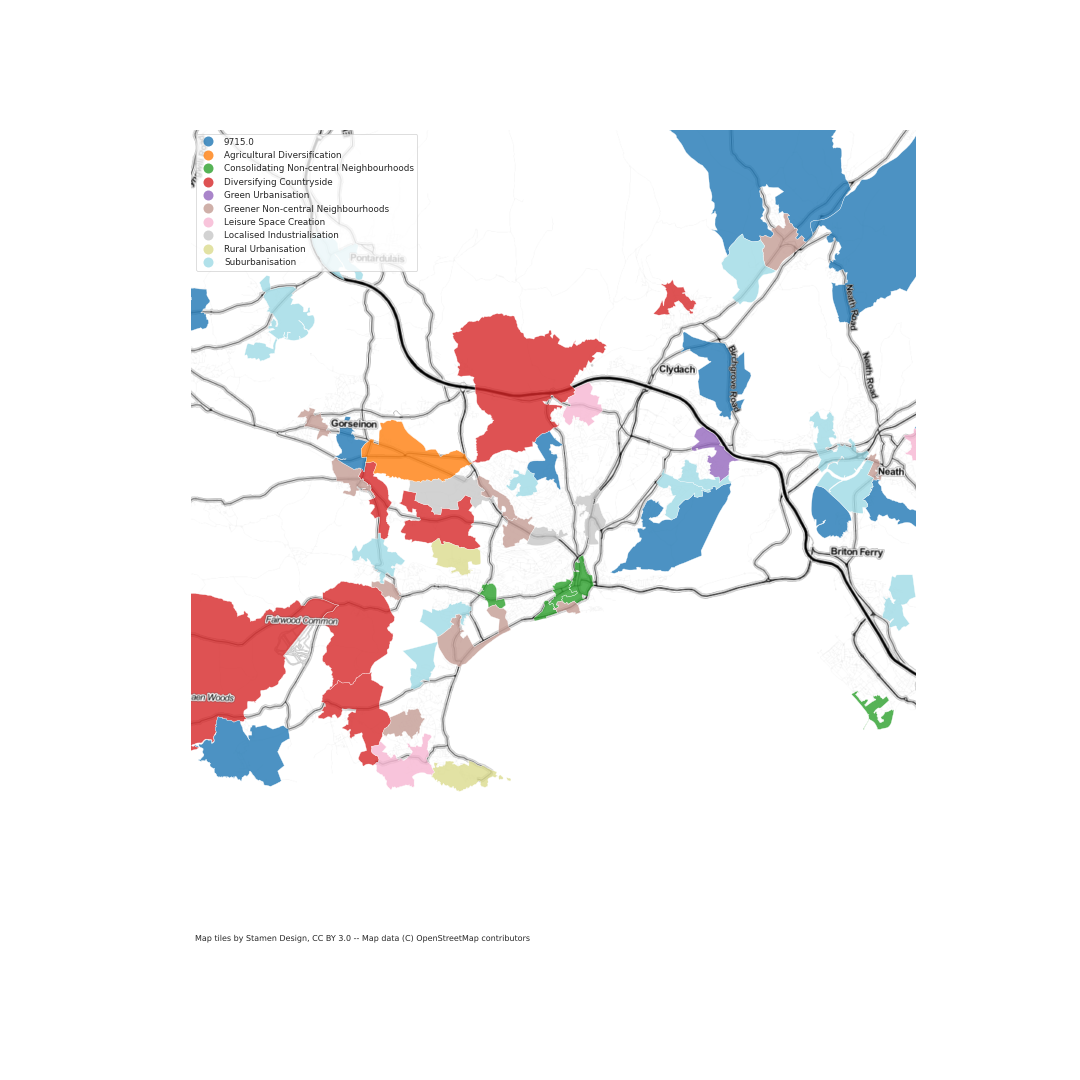 9715.0
Agricultural Diversification
Consolidating Non-central Neighbourhoods
Diversifying Countryside
Green Urbanisation
Greener Non-central Neighbourhoods
Leisure Space Creation
Localised Industrialisation
Rural Urbanisation
Suburbanisation
Pontardulais
Neath Road
Birchgrove Road
Neath Road
Clydach
Gorseinon
Neath
Briton Ferry
Fairwood Common
aen Woods
Map tiles by Stamen Design, CC BY 3.0 -- Map data (C) OpenStreetMap contributors